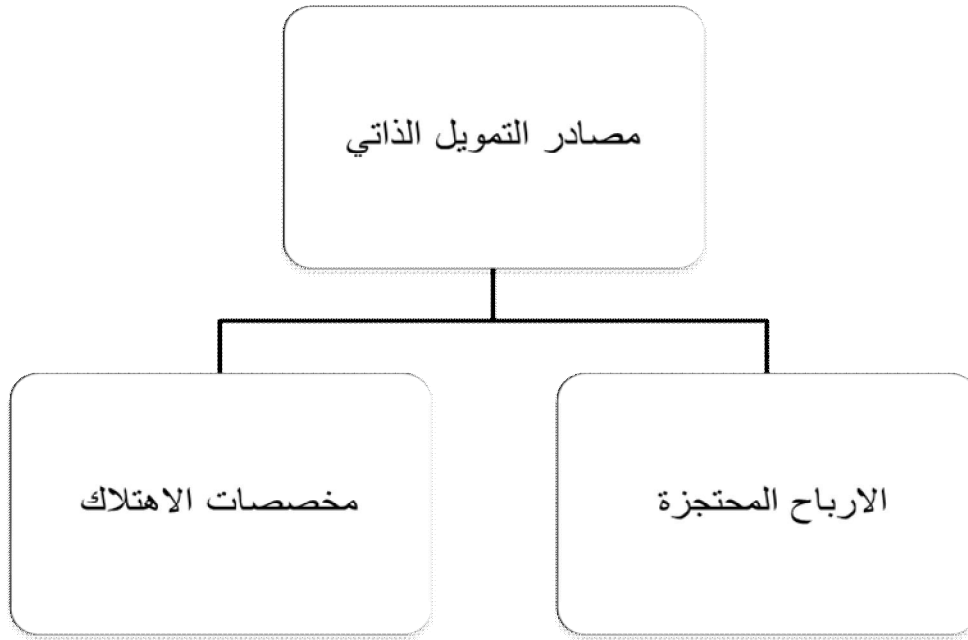 مصادر التمويل الذاتي
الارباح المحتجزة
مخصصات الاهتلاك